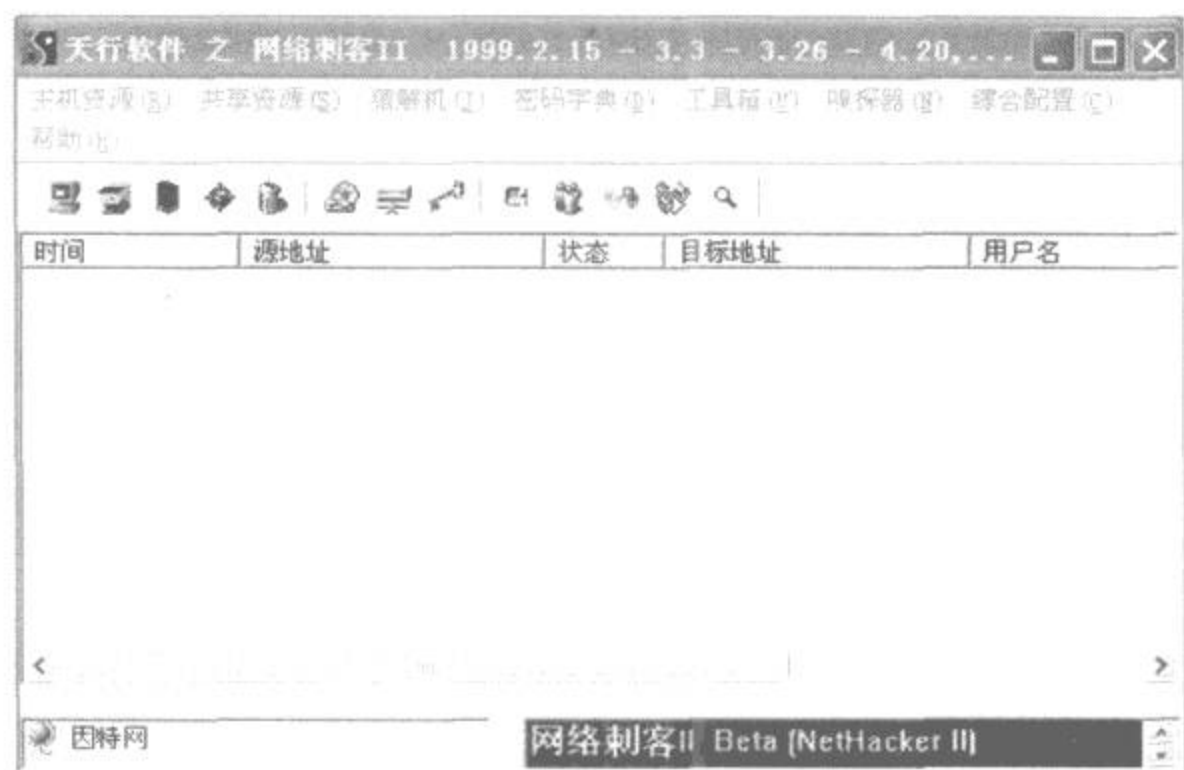 天行软件 之 网络刺客II 1999.2.15 - 3.3 - 3.26 - 4.20,...
主机资源(R) 共享资源(S) 猜解机(Q) 密码字典(D) 工具箱(U) 嗅探器(N) 综合配置(C)
帮助(H)
时间 源地址 状态 目标地址 用户名
因特网 网络刺客II Beta (NetHacker II)